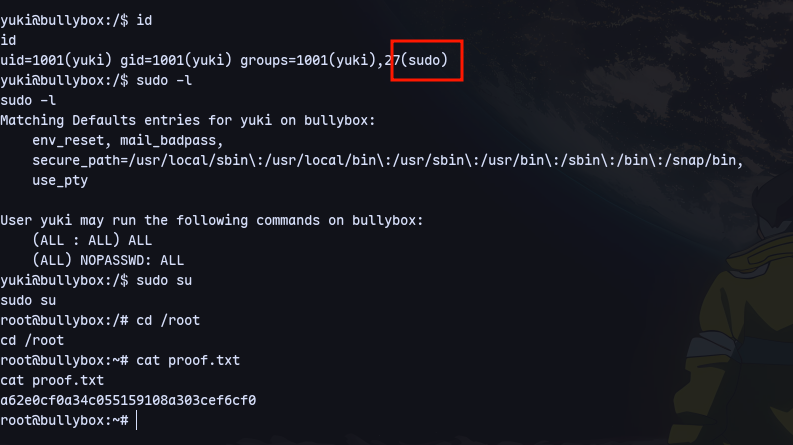 yuki@bullybox:/$ id
id
uid=1001(yuki) gid=1001(yuki) groups=1001(yuki),27(sudo)
yuki@bullybox:/$ sudo -l
sudo -l
Matching Defaults entries for yuki on bullybox:
    env_reset, mail_badpass,
    secure_path=/usr/local/sbin\:/usr/local/bin\:/usr/sbin\:/usr/bin\:/sbin\:/bin\:/snap/bin,
    use_pty

User yuki may run the following commands on bullybox:
    (ALL : ALL) ALL
    (ALL) NOPASSWD: ALL
yuki@bullybox:/$ sudo su
sudo su
root@bullybox:/# cd /root
cd /root
root@bullybox:~# cat proof.txt
cat proof.txt
a62e0cf0a34c055159108a303cef6cf0
root@bullybox:~#